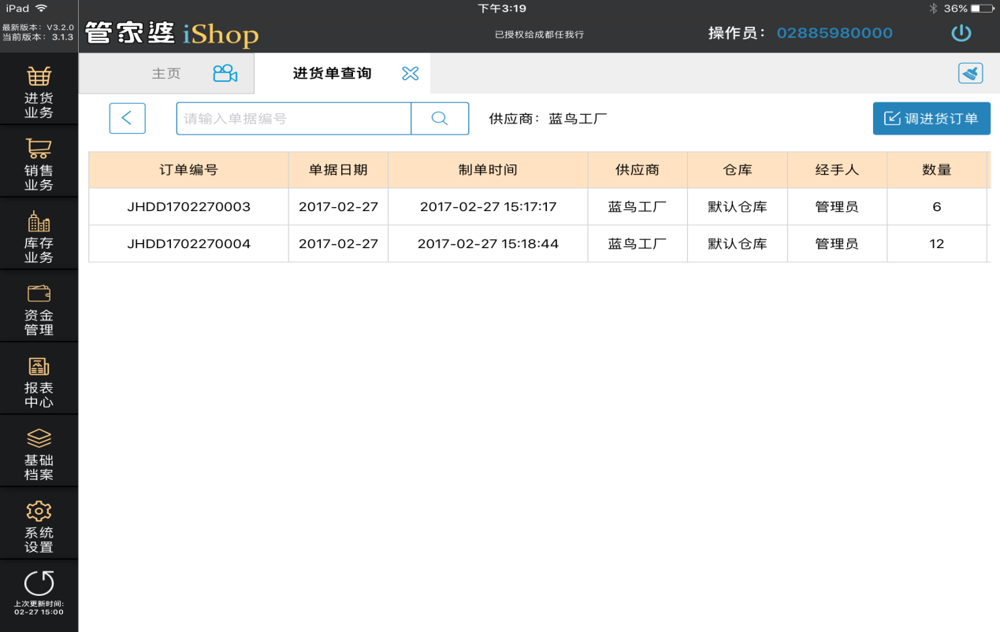 iPad
下午3:19
36%
最新版本: V3.2.0
当前版本: 3.1.3
管家婆 iShop
已授权给成都任我行
操作员: 02885980000
主页
进货单查询
请输入单据编号
供应商: 蓝鸟工厂
调进货订单
订单编号 单据日期 制单时间 供应商 仓库 经手人 数量
JHDD1702270003 2017-02-27 2017-02-27 15:17:17 蓝鸟工厂 默认仓库 管理员 6
JHDD1702270004 2017-02-27 2017-02-27 15:18:44 蓝鸟工厂 默认仓库 管理员 12
进货
业务
销售
业务
库存
业务
资金
管理
报表
中心
基础
档案
系统
设置
上次更新时间:
02-27 15:00